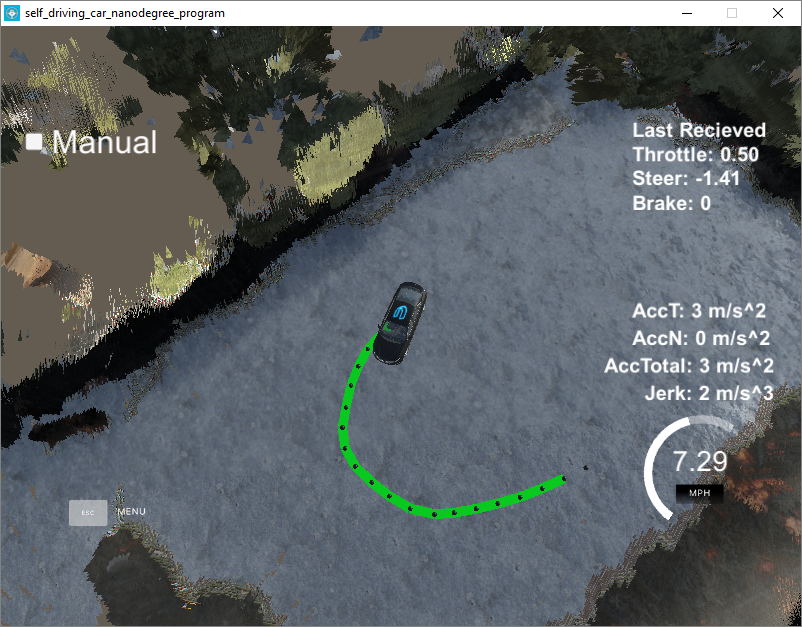 self_driving_car_nanodegree_program
Manual
Last Recieved
Throttle: 0.50
Steer: -1.41
Brake: 0
AccT: 3 m/s^2
AccN: 0 m/s^2
AccTotal: 3 m/s^2
Jerk: 2 m/s^3
7.29
MPH
ESC MENU